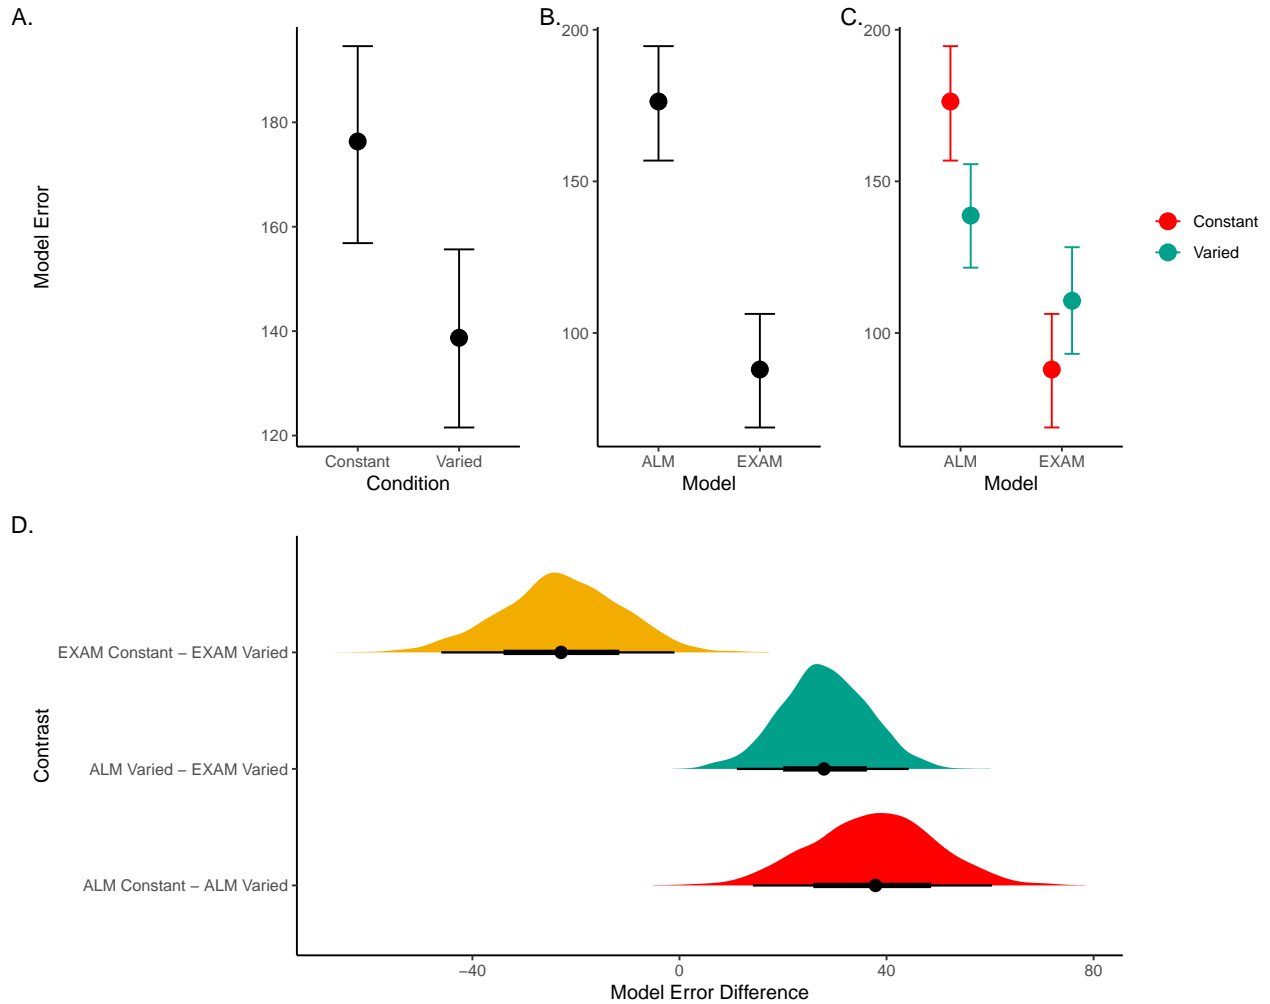 A.
B.
C.
Model Error
180
160
140
120
Constant
Varied
Condition
200
150
100
ALM
EXAM
Model
200
150
100
ALM
EXAM
Model
Constant
Varied
D.
Contrast
EXAM Constant − EXAM Varied
ALM Varied − EXAM Varied
ALM Constant − ALM Varied
−40
0
40
80
Model Error Difference